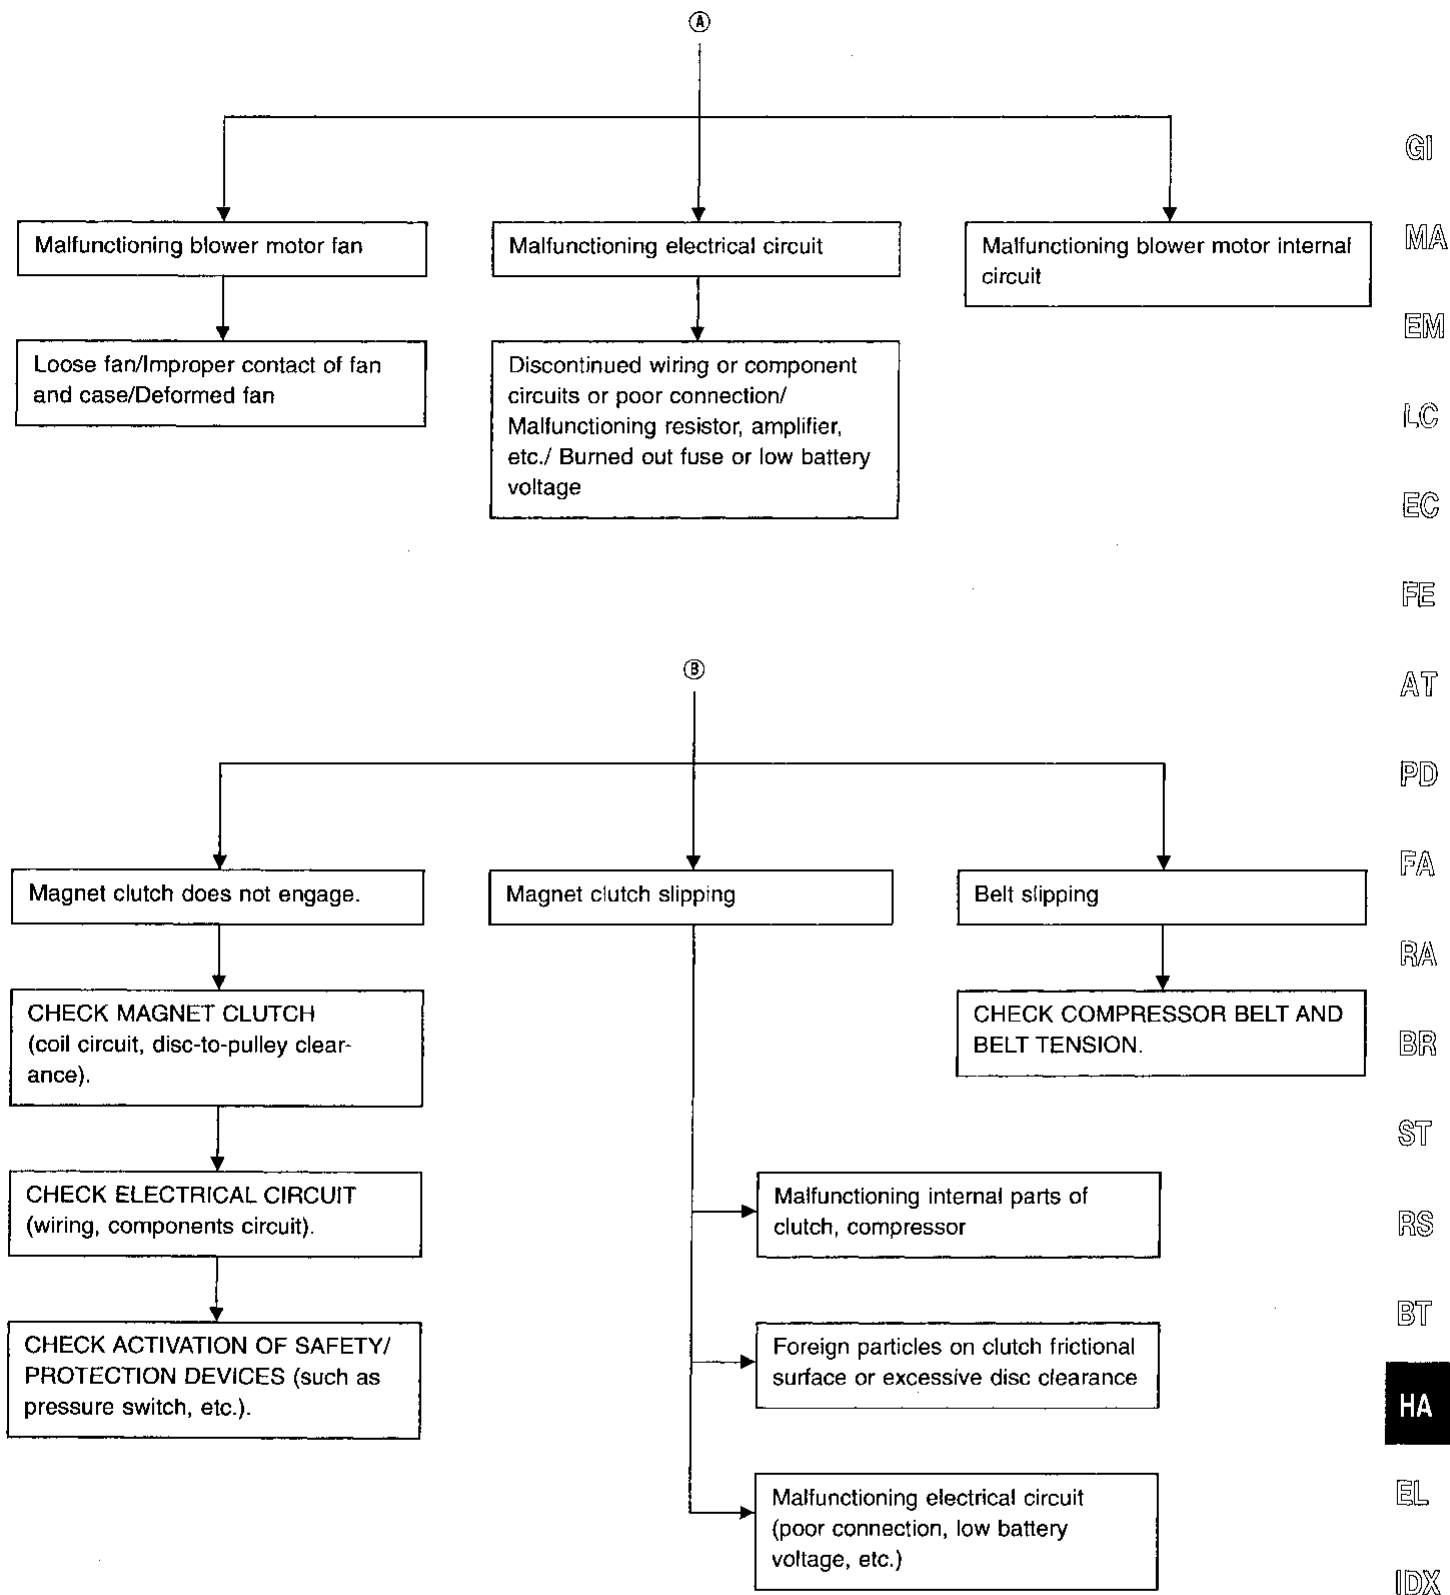 A
Malfunctioning blower motor fan
Malfunctioning electrical circuit
Malfunctioning blower motor internal
circuit
Loose fan/Improper contact of fan
and case/Deformed fan
Discontinued wiring or component
circuits or poor connection/
Malfunctioning resistor, amplifier,
etc./ Burned out fuse or low battery
voltage
B
Magnet clutch does not engage.
Magnet clutch slipping
Belt slipping
CHECK MAGNET CLUTCH
(coil circuit, disc-to-pulley clear-
ance).
CHECK COMPRESSOR BELT AND
BELT TENSION.
CHECK ELECTRICAL CIRCUIT
(wiring, components circuit).
Malfunctioning internal parts of
clutch, compressor
CHECK ACTIVATION OF SAFETY/
PROTECTION DEVICES (such as
pressure switch, etc.).
Foreign particles on clutch frictional
surface or excessive disc clearance
Malfunctioning electrical circuit
(poor connection, low battery
voltage, etc.)
GI
MA
EM
LC
EC
FE
AT
PD
FA
RA
BR
ST
RS
BT
HA
EL
IDX